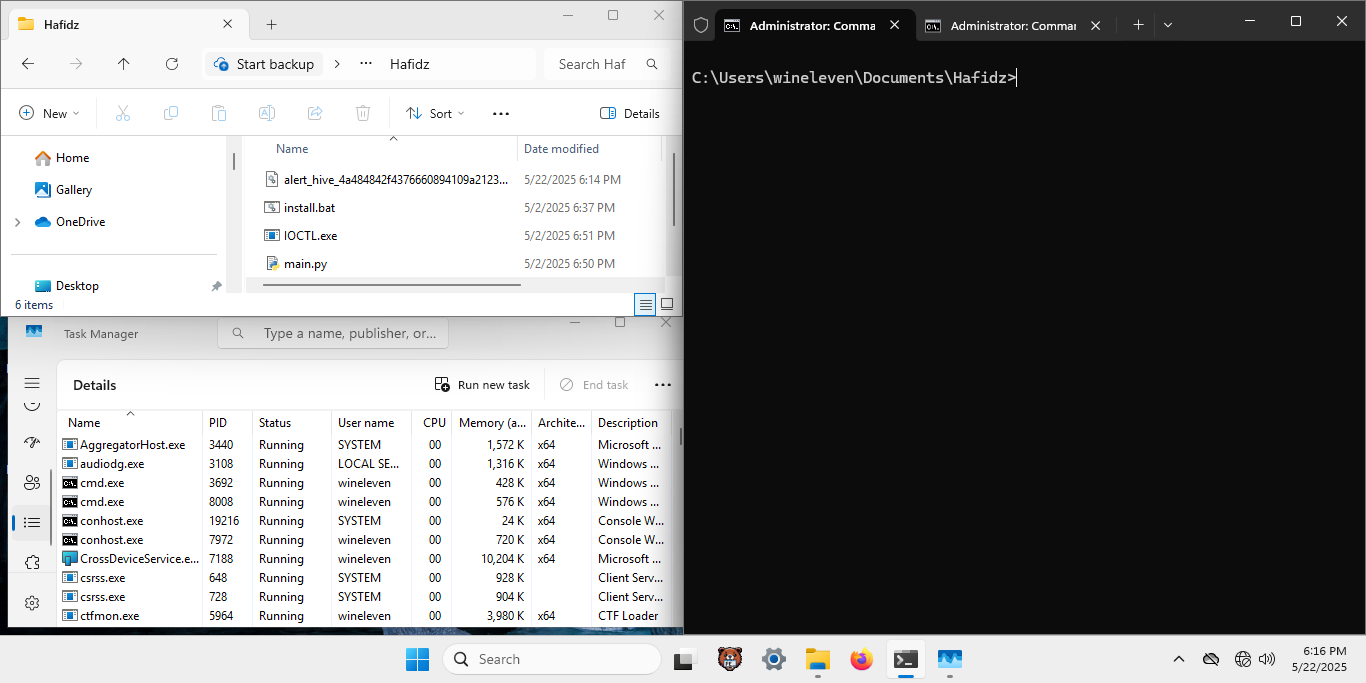 Hafidz
Start backup
Hafidz
Search Haf
New
Sort
Details
Home
Gallery
OneDrive
Desktop
Name
Date modified
alert_hive_4a484842f4376660894109a2123...
5/22/2025 6:14 PM
install.bat
5/2/2025 6:37 PM
IOCTL.exe
5/2/2025 6:51 PM
main.py
5/2/2025 6:50 PM
6 items
Task Manager
Type a name, publisher, or...
Details
Run new task
End task
Name PID Status User name CPU Memory (a... Archite... Description
AggregatorHost.exe 3440 Running SYSTEM 00 1,572 K x64 Microsoft ...
audiodg.exe 3108 Running LOCAL SE... 00 1,316 K x64 Windows ...
cmd.exe 3692 Running wineleven 00 428 K x64 Windows ...
cmd.exe 8008 Running wineleven 00 576 K x64 Windows ...
conhost.exe 19216 Running SYSTEM 00 24 K x64 Console W...
conhost.exe 7972 Running wineleven 00 720 K x64 Console W...
CrossDeviceService.e... 7188 Running wineleven 00 10,204 K x64 Microsoft ...
csrss.exe 648 Running SYSTEM 00 928 K Client Serv...
csrss.exe 728 Running SYSTEM 00 904 K Client Serv...
ctfmon.exe 5964 Running wineleven 00 3,980 K x64 CTF Loader
Administrator: Comma
Administrator: Comman
C:\Users\wineleven\Documents\Hafidz>
Search
6:16 PM
5/22/2025